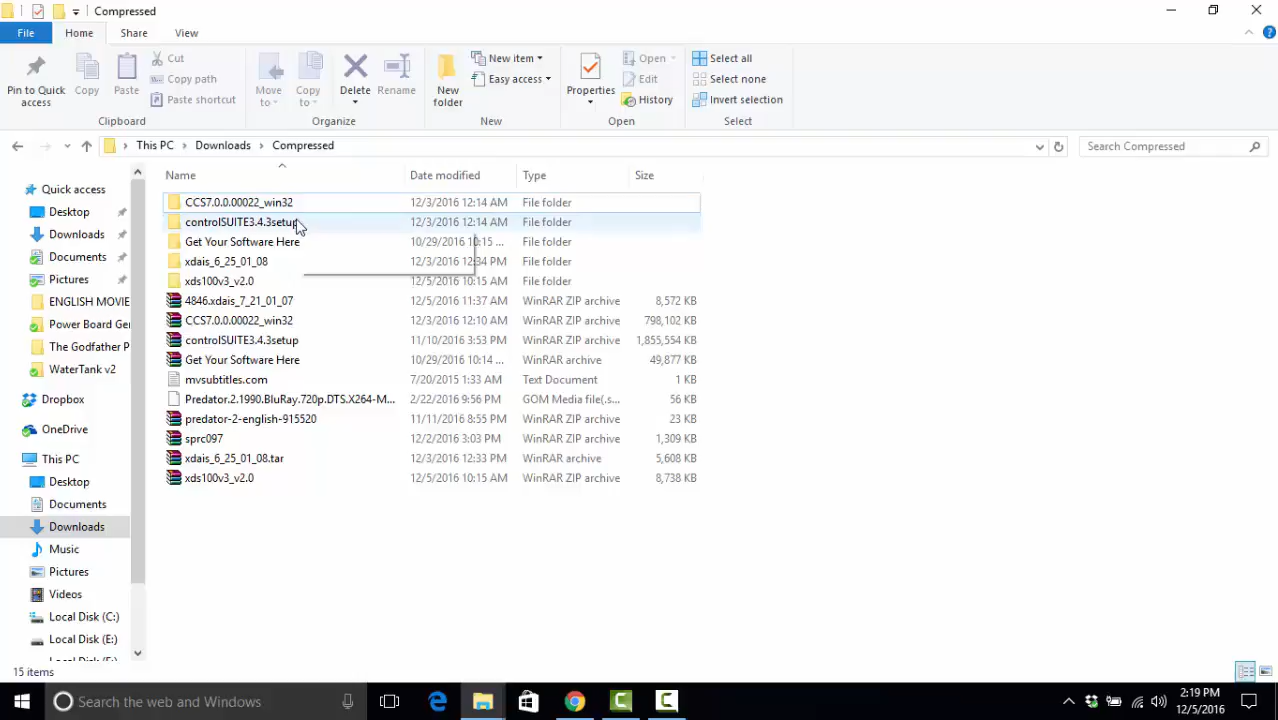 Compressed
File Home Share View
Pin to Quick access
Copy
Paste
Cut
Copy path
Paste shortcut
Clipboard
Move to
Copy to
Delete
Rename
Organize
New folder
New item
Easy access
New
Properties
Open
Edit
History
Open
Select all
Select none
Invert selection
Select
This PC > Downloads > Compressed
Search Compressed
Quick access
Desktop
Downloads
Documents
Pictures
ENGLISH MOVIE
Power Board Ge
The Godfather P
WaterTank v2
Dropbox
OneDrive
This PC
Desktop
Documents
Downloads
Music
Pictures
Videos
Local Disk (C:)
Local Disk (E:)
Name Date modified Type Size
CCS7.0.0.00022_win32 12/3/2016 12:14 AM File folder
controlSUITE3.4.3setup 12/3/2016 12:14 AM File folder
Get Your Software Here 10/29/2016 10:15 ... File folder
xdais_6_25_01_08 12/3/2016 12:34 PM File folder
xds100v3_v2.0 12/5/2016 10:15 AM File folder
4846.xdais_7_21_01_07 12/5/2016 11:37 AM WinRAR ZIP archive 8,572 KB
CCS7.0.0.00022_win32 12/3/2016 12:10 AM WinRAR ZIP archive 798,102 KB
controlSUITE3.4.3setup 11/10/2016 3:53 PM WinRAR ZIP archive 1,855,554 KB
Get Your Software Here 10/29/2016 10:14 ... WinRAR archive 49,877 KB
mvsubtitles.com 7/20/2015 1:33 AM Text Document 1 KB
Predator.2.1990.BluRay.720p.DTS.X264-M... 2/22/2016 9:56 PM GOM Media file(.s... 56 KB
predator-2-english-915520 11/11/2016 8:55 PM WinRAR ZIP archive 23 KB
sprc097 12/2/2016 3:03 PM WinRAR ZIP archive 1,309 KB
xdais_6_25_01_08.tar 12/3/2016 12:33 PM WinRAR archive 5,608 KB
xds100v3_v2.0 12/5/2016 10:15 AM WinRAR ZIP archive 8,738 KB
15 items
Search the web and Windows
2:19 PM
12/5/2016